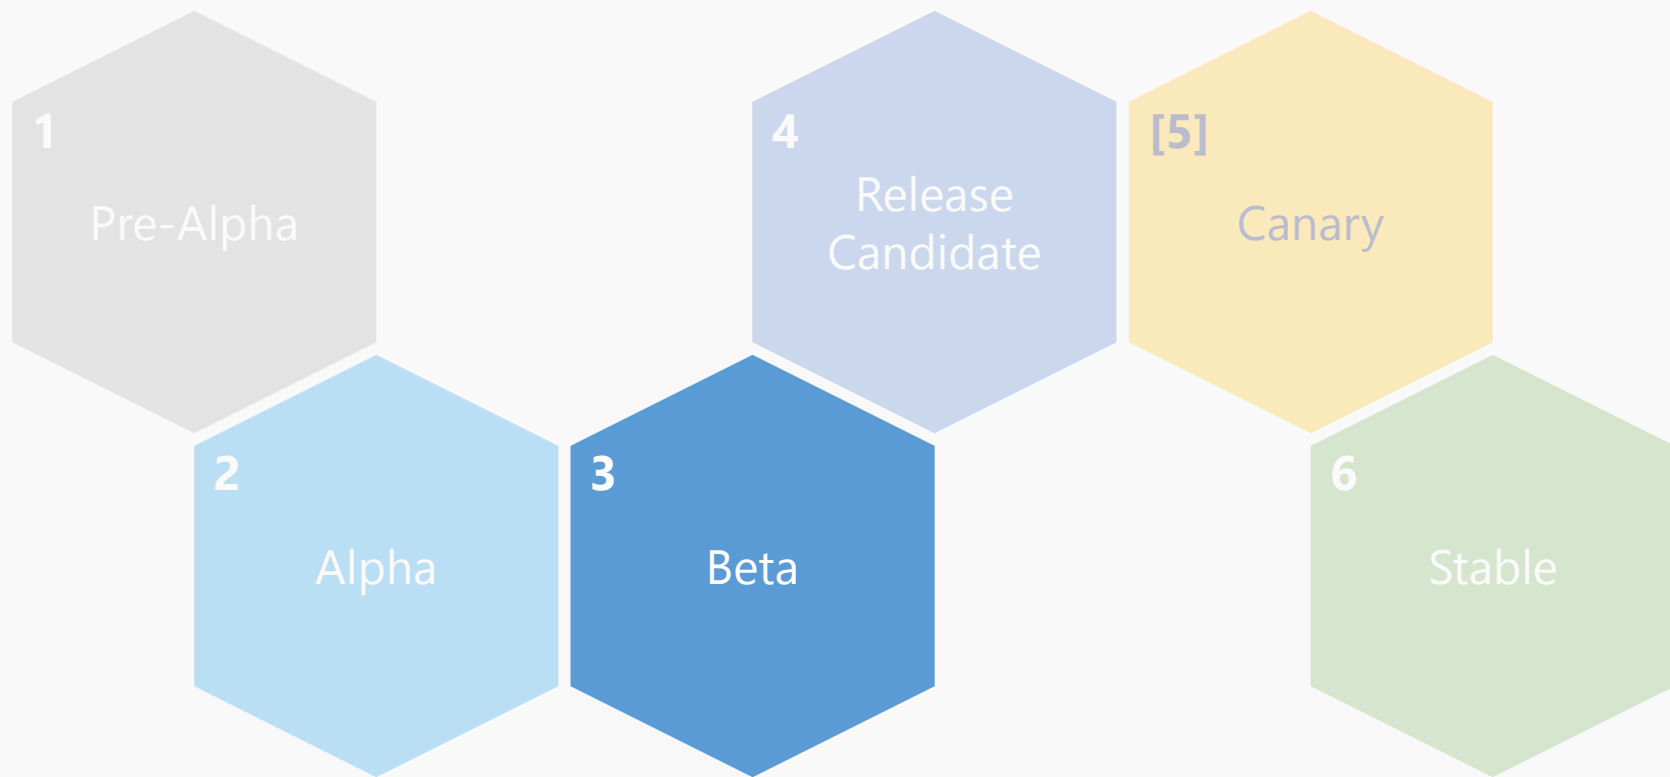 1
Pre-Alpha
2
Alpha
3
Beta
4
Release
Candidate
[5]
Canary
6
Stable